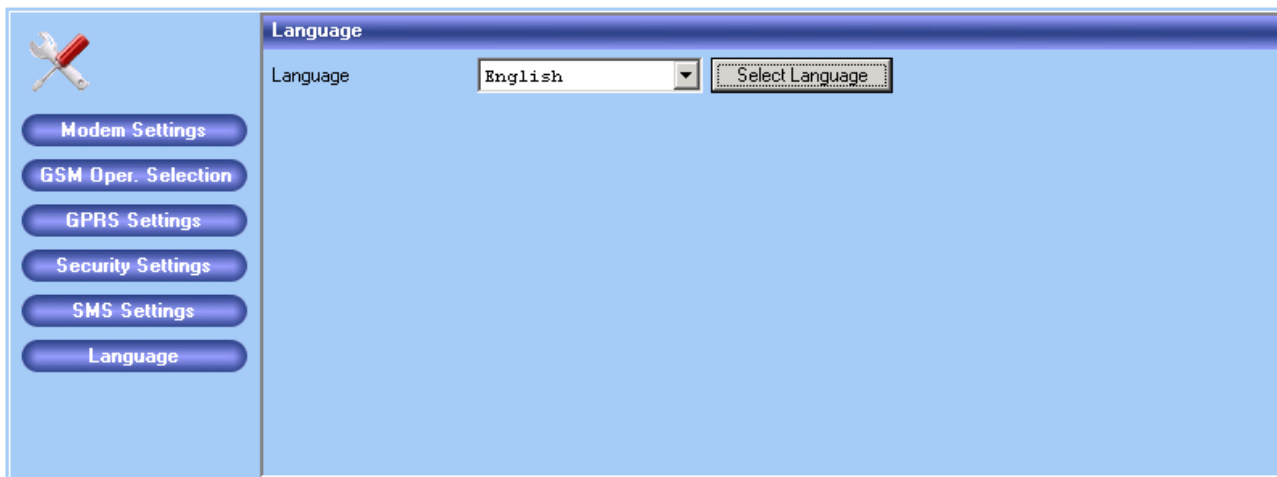 Language
Language English Select Language
Modem Settings
GSM Oper. Selection
GPRS Settings
Security Settings
SMS Settings
Language